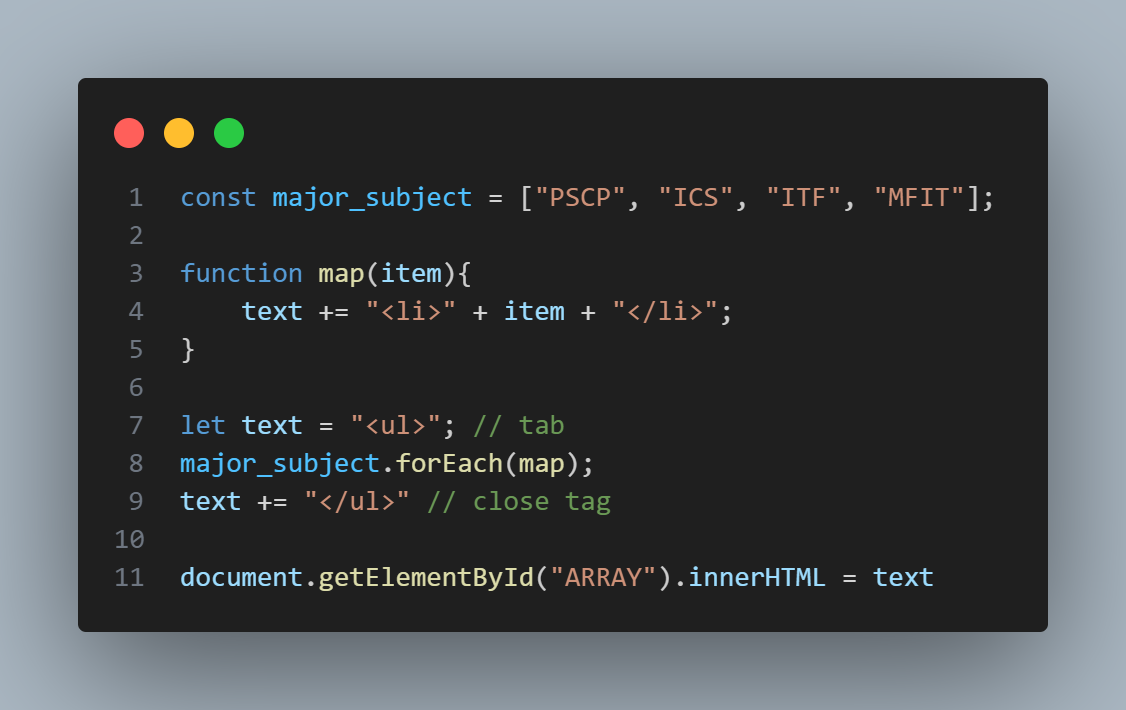 1 const major_subject = ["PSCP", "ICS", "ITF", "MFIT"];
2
3 function map(item){
4     text += "<li>" + item + "</li>";
5 }
6
7 let text = "<ul>"; // tab
8 major_subject.forEach(map);
9 text += "</ul>" // close tag
10
11 document.getElementById("ARRAY").innerHTML = text